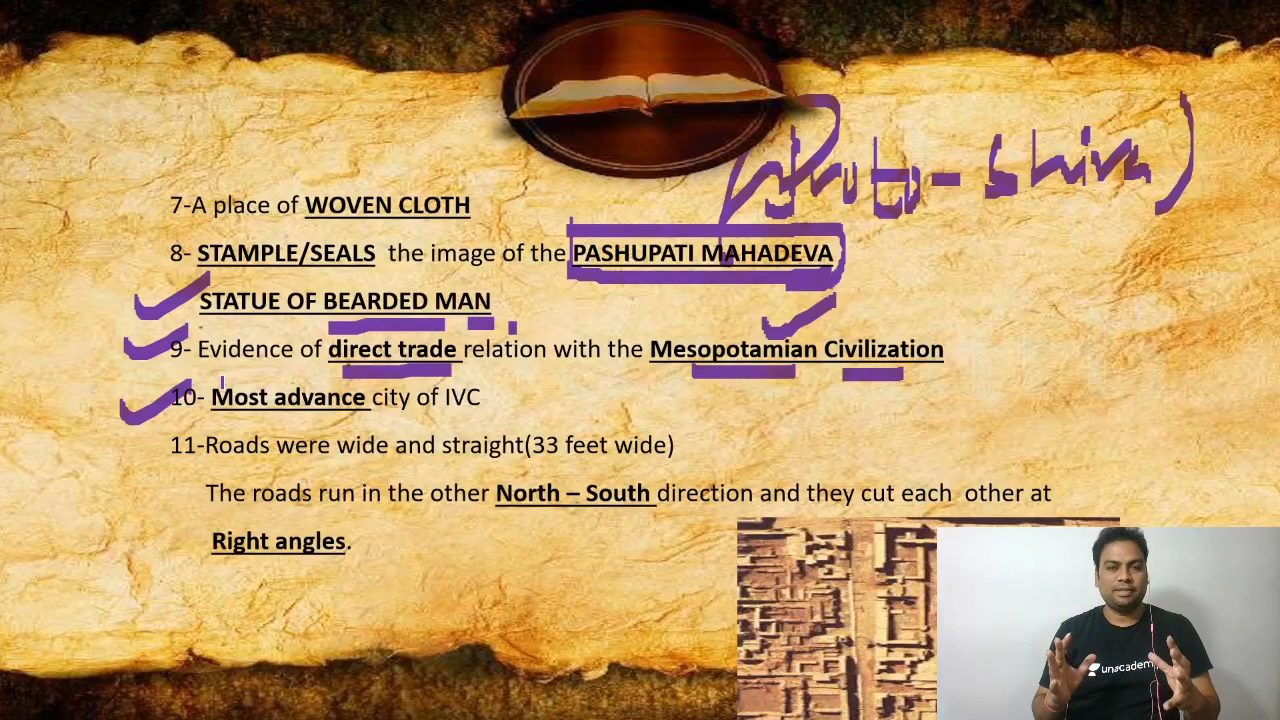 (Proto-Shiva)
7-A place of WOVEN CLOTH
8- STAMPLE/SEALS the image of the PASHUPATI MAHADEVA
STATUE OF BEARDED MAN
9- Evidence of direct trade relation with the Mesopotamian Civilization
10- Most advance city of IVC
11-Roads were wide and straight(33 feet wide)
The roads run in the other North – South direction and they cut each other at
Right angles.
unacademy